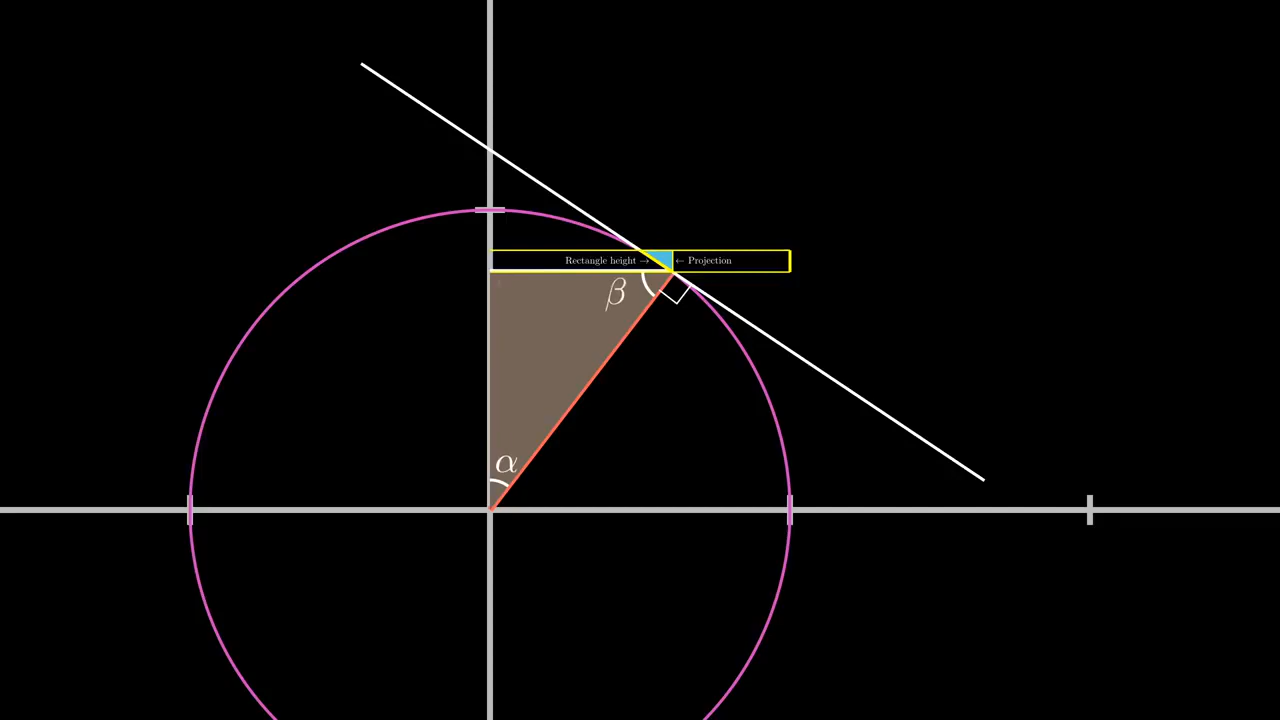 Rectangle height → ← Projection
β
α